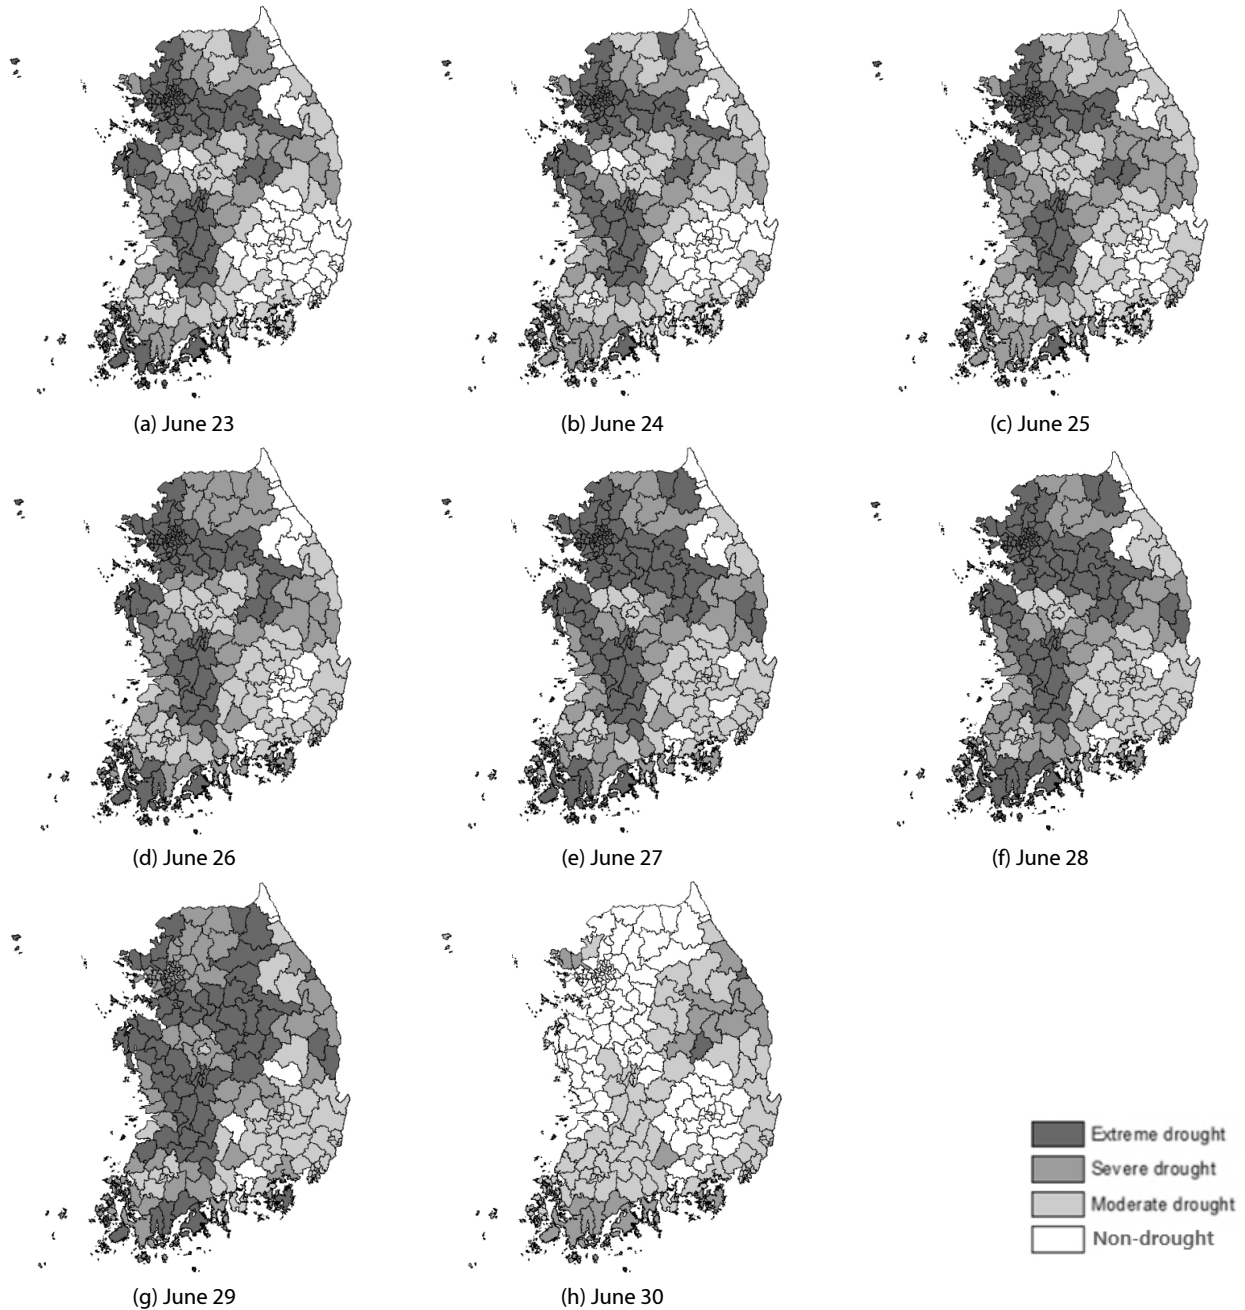 (a) June 23
(b) June 24
(c) June 25
(d) June 26
(e) June 27
(f) June 28
(g) June 29
(h) June 30
Extreme drought
Severe drought
Moderate drought
Non-drought